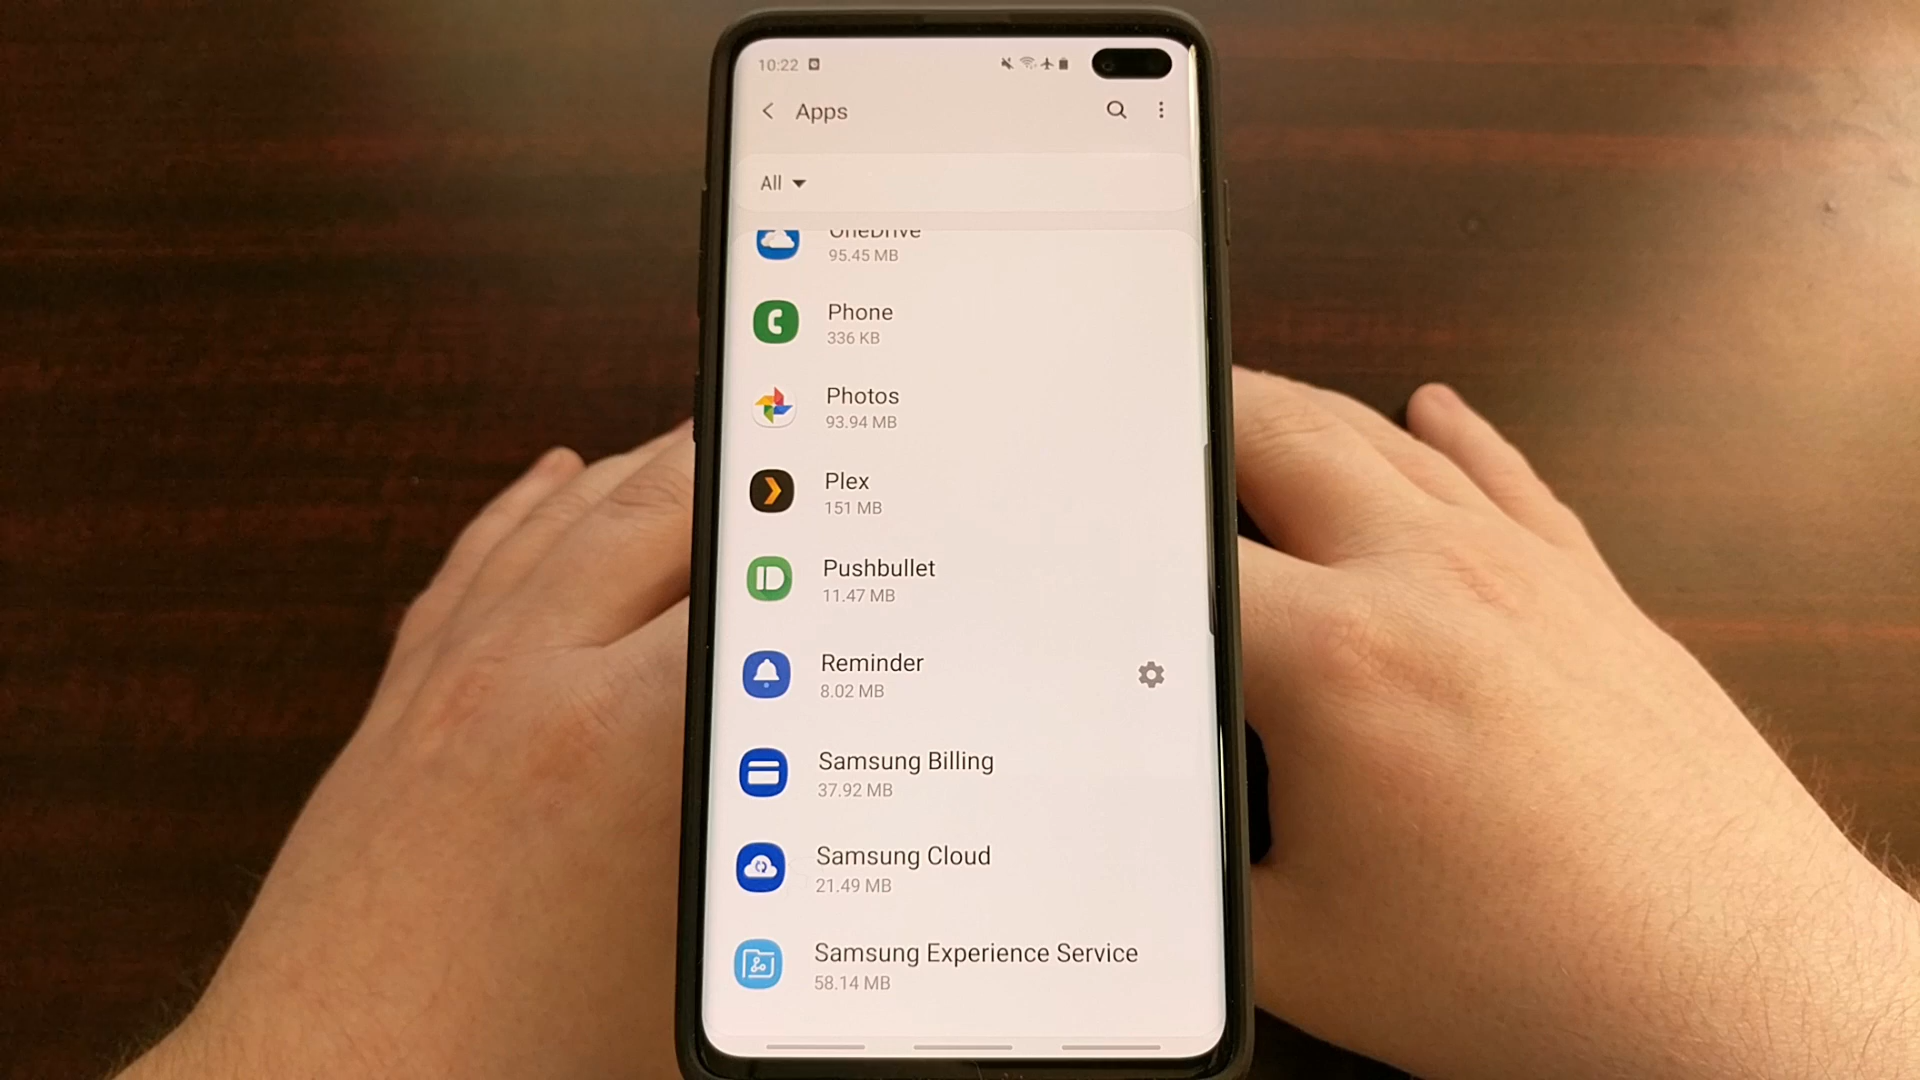 10:22
Apps
All
OneDrive
95.45 MB
Phone
336 KB
Photos
93.94 MB
Plex
151 MB
Pushbullet
11.47 MB
Reminder
8.02 MB
Samsung Billing
37.92 MB
Samsung Cloud
21.49 MB
Samsung Experience Service
58.14 MB